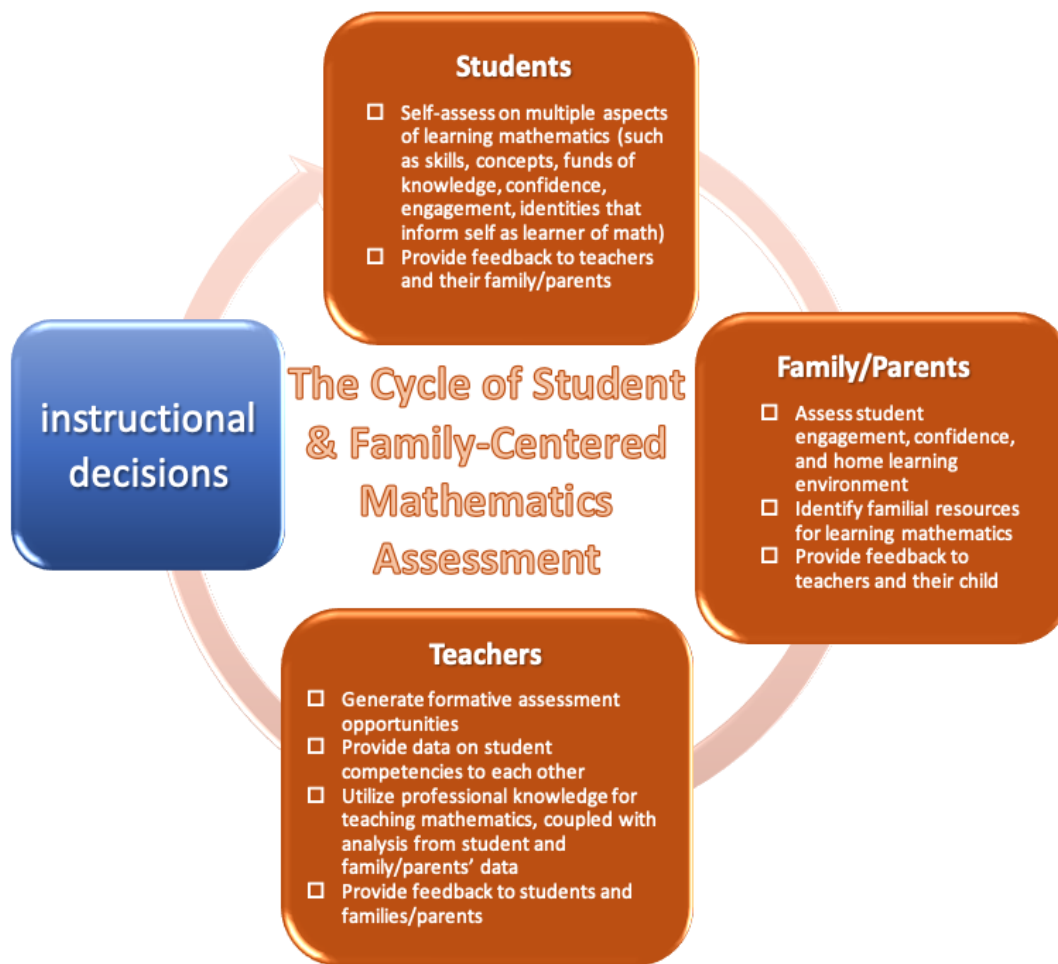 Students
☐ Self-assess on multiple aspects
of learning mathematics (such
as skills, concepts, funds of
knowledge, confidence,
engagement, identities that
inform self as learner of math)
☐ Provide feedback to teachers
and their family/parents
Family/Parents
☐ Assess student
engagement, confidence,
and home learning
environment
☐ Identify familial resources
for learning mathematics
☐ Provide feedback to
teachers and their child
The Cycle of Student
& Family-Centered
Mathematics
Assessment
instructional
decisions
Teachers
☐ Generate formative assessment
opportunities
☐ Provide data on student
competencies to each other
☐ Utilize professional knowledge for
teaching mathematics, coupled with
analysis from student and
family/parents’ data
☐ Provide feedback to students and
families/parents